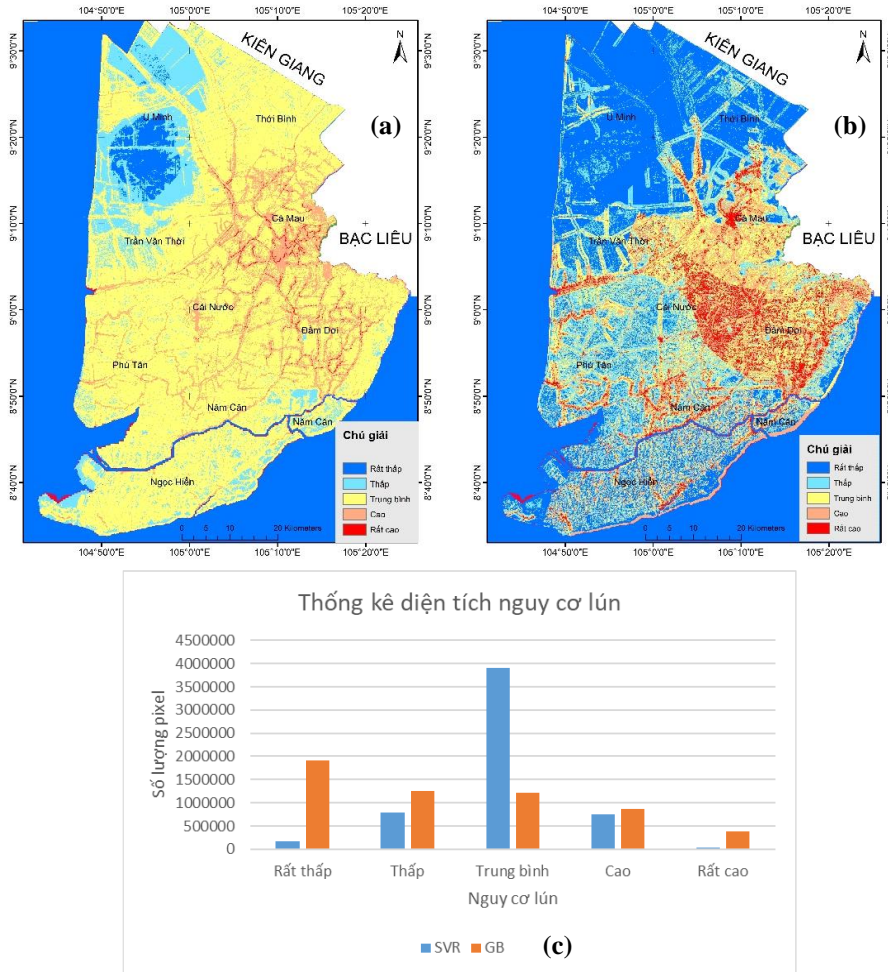 104°50'0"E 105°0'0"E 105°10'0"E 105°20'0"E
9°30'0"N
9°20'0"N
9°10'0"N
9°0'0"N
8°50'0"N
8°40'0"N
KIÊN GIANG
N
(a)
U Minh
Thới Bình
Cà Mau
BẠC LIÊU
Trần Văn Thời
Cái Nước
Đầm Dơi
Phú Tân
Năm Căn
Năm Căn
Ngọc Hiển
Chú giải
Rất thấp
Thấp
Trung bình
Cao
Rất cao
0 5 10 20 Kilometers
104°50'0"E 105°0'0"E 105°10'0"E 105°20'0"E
104°50'0"E 105°0'0"E 105°10'0"E 105°20'0"E
9°30'0"N
9°20'0"N
9°10'0"N
9°0'0"N
8°50'0"N
8°40'0"N
KIÊN GIANG
N
(b)
U Minh
Thới Bình
Cà Mau
BẠC LIÊU
Trần Văn Thời
Cái Nước
Đầm Dơi
Phú Tân
Năm Căn
Năm Căn
Ngọc Hiển
Chú giải
Rất thấp
Thấp
Trung bình
Cao
Rất cao
0 5 10 20 Kilometers
104°50'0"E 105°0'0"E 105°10'0"E 105°20'0"E
Thống kê diện tích nguy cơ lún
Số lượng pixel
4500000
4000000
3500000
3000000
2500000
2000000
1500000
1000000
500000
0
Rất thấp Thấp Trung bình Cao Rất cao
Nguy cơ lún
SVR GB
(c)